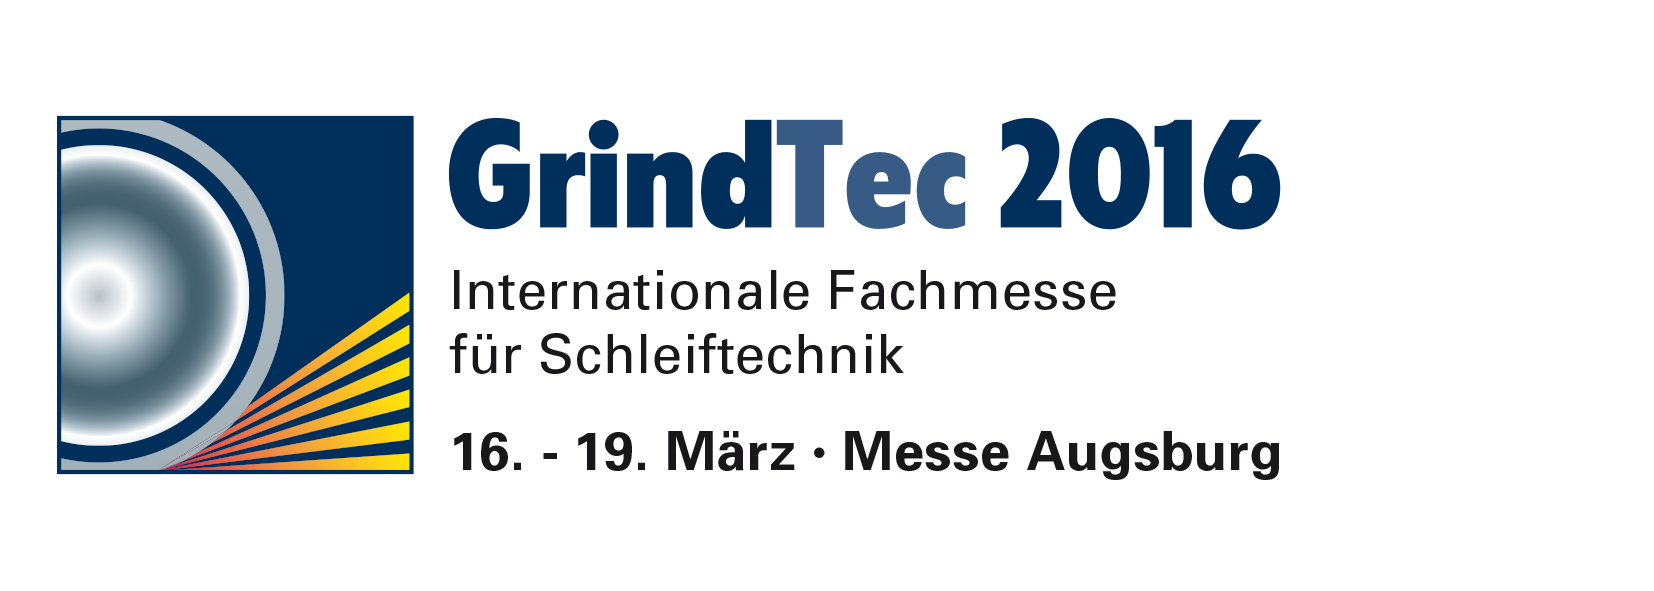 GrindTec 2016
Internationale Fachmesse
für Schleiftechnik
16. - 19. März · Messe Augsburg